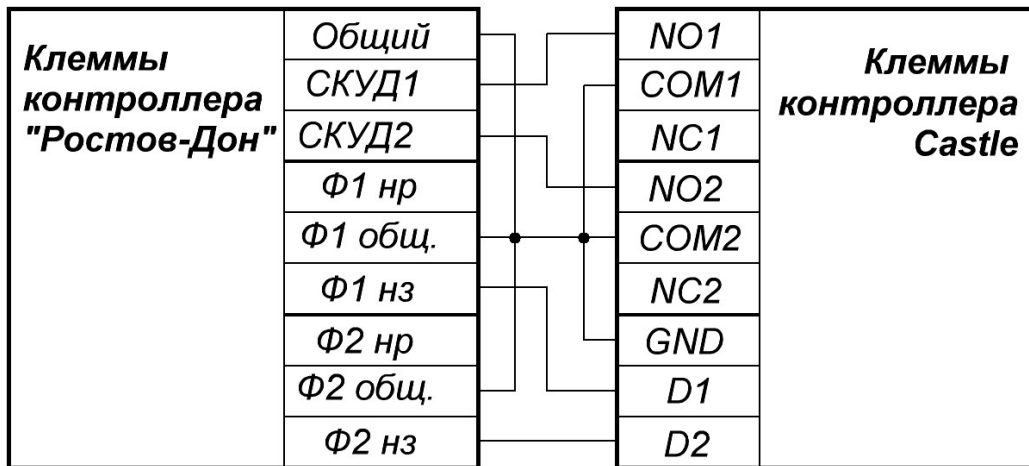 Клеммы
контроллера
"Ростов-Дон"
Общий
СКУД1
СКУД2
Ф1 нр
Ф1 общ.
Ф1 нз
Ф2 нр
Ф2 общ.
Ф2 нз
NO1
COM1
NC1
NO2
COM2
NC2
GND
D1
D2
Клеммы
контроллера
Castle